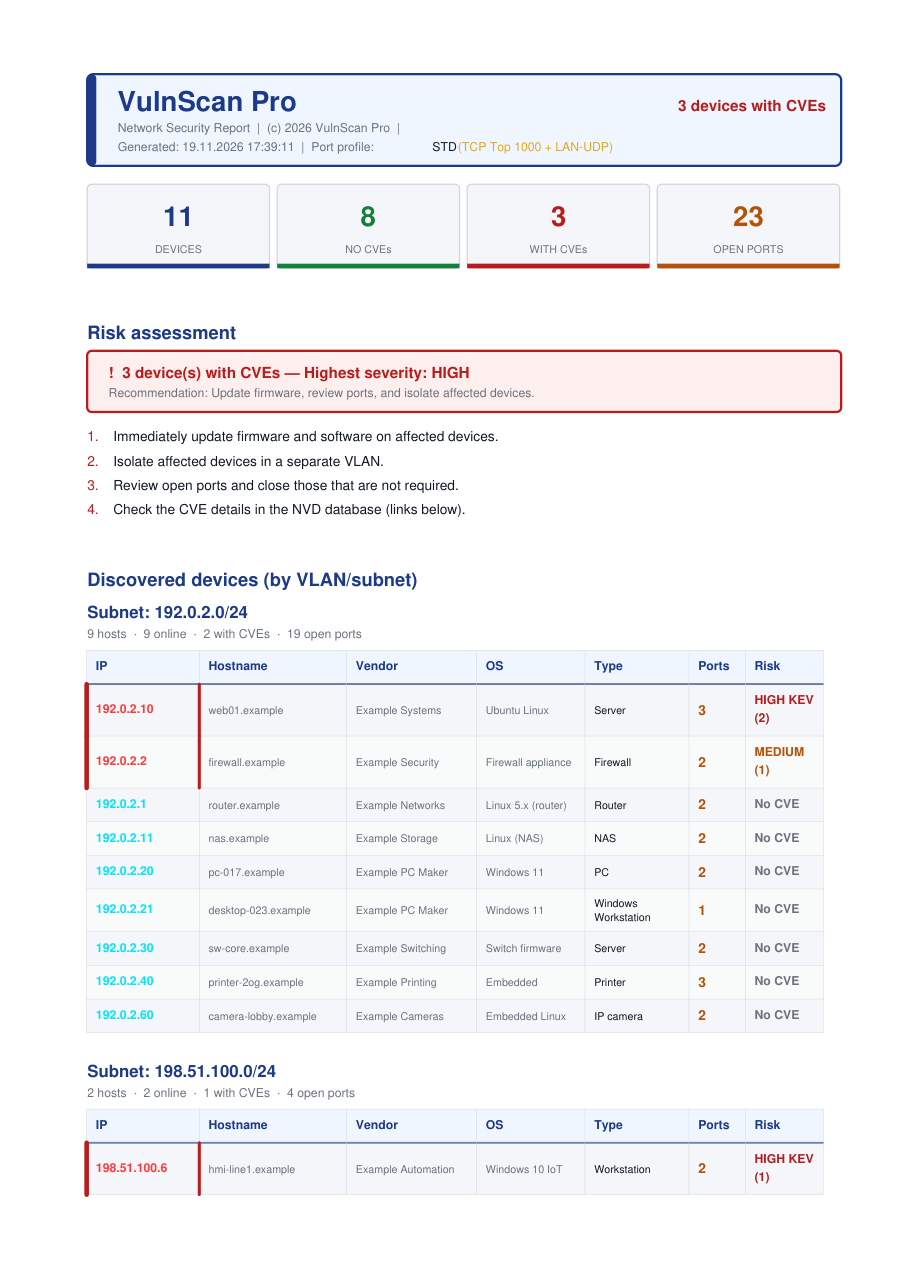 VulnScan Pro
3 devices with CVEs
Network Security Report | (c) 2026 VulnScan Pro |
Generated: 19.11.2026 17:39:11 | Port profile: STD(TCP Top 1000 + LAN-UDP)
11 8 3 23
DEVICES NO CVEs WITH CVEs OPEN PORTS
Risk assessment
! 3 device(s) with CVEs — Highest severity: HIGH
Recommendation: Update firmware, review ports, and isolate affected devices.
1. Immediately update firmware and software on affected devices.
2. Isolate affected devices in a separate VLAN.
3. Review open ports and close those that are not required.
4. Check the CVE details in the NVD database (links below).
Discovered devices (by VLAN/subnet)
Subnet: 192.0.2.0/24
9 hosts · 9 online · 2 with CVEs · 19 open ports
IP Hostname Vendor OS Type Ports Risk
192.0.2.10 web01.example Example Systems Ubuntu Linux Server 3 HIGH KEV
(2)
192.0.2.2 firewall.example Example Security Firewall appliance Firewall 2 MEDIUM
(1)
192.0.2.1 router.example Example Networks Linux 5.x (router) Router 2 No CVE
192.0.2.11 nas.example Example Storage Linux (NAS) NAS 2 No CVE
192.0.2.20 pc-017.example Example PC Maker Windows 11 PC 2 No CVE
192.0.2.21 desktop-023.example Example PC Maker Windows 11 Windows 1 No CVE
Workstation
192.0.2.30 sw-core.example Example Switching Switch firmware Server 2 No CVE
192.0.2.40 printer-2og.example Example Printing Embedded Printer 3 No CVE
192.0.2.60 camera-lobby.example Example Cameras Embedded Linux IP camera 2 No CVE
Subnet: 198.51.100.0/24
2 hosts · 2 online · 1 with CVEs · 4 open ports
IP Hostname Vendor OS Type Ports Risk
198.51.100.6 hmi-line1.example Example Automation Windows 10 IoT Workstation 2 HIGH KEV
(1)